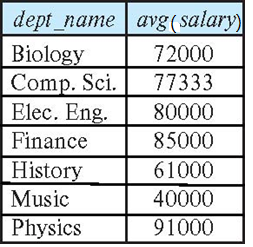 dept_name avg(salary)
Biology 72000
Comp. Sci. 77333
Elec. Eng. 80000
Finance 85000
History 61000
Music 40000
Physics 91000